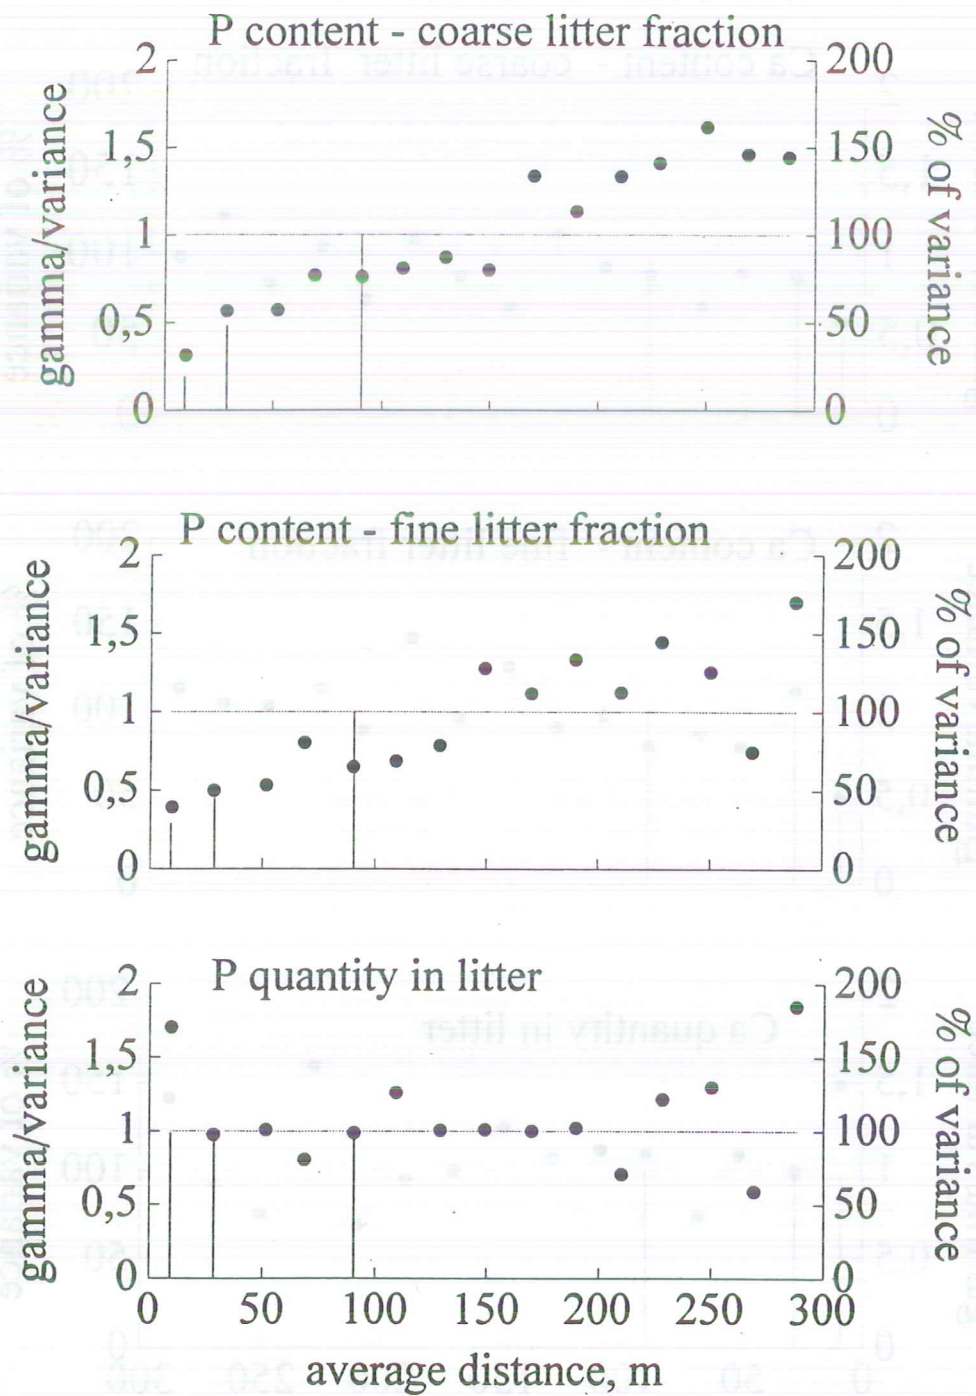 P content - coarse litter fraction
2
1,5
1
0,5
0
gamma/variance
200
150
100
50
0
% of variance
P content - fine litter fraction
2
1,5
1
0,5
0
gamma/variance
200
150
100
50
0
% of variance
P quantity in litter
2
1,5
1
0,5
0
gamma/variance
200
150
100
50
0
% of variance
0 50 100 150 200 250 300
average distance, m